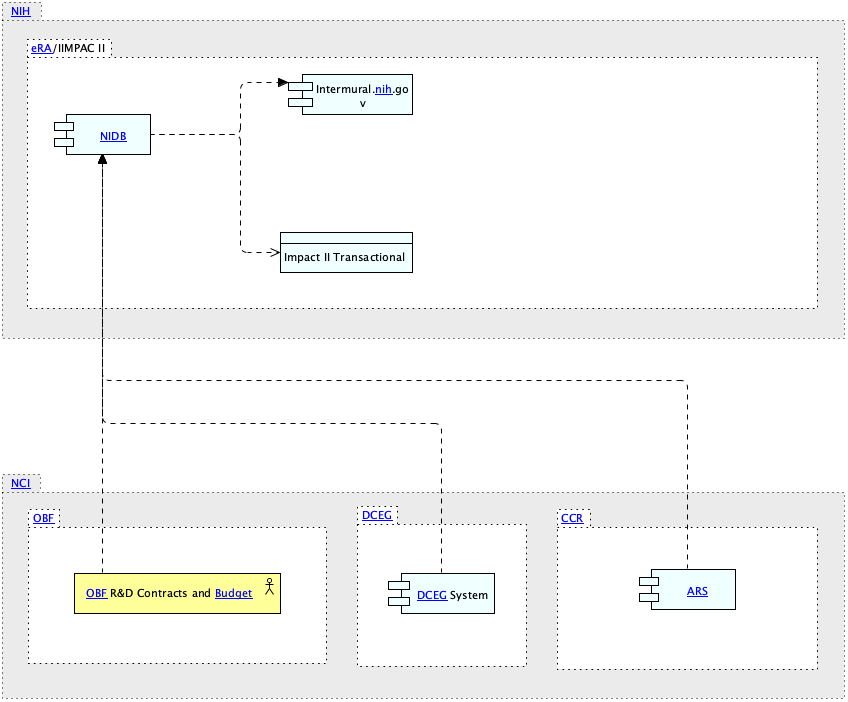 NIH
eRA/IIMPAC II
Intermural.nih.go
v
NIDB
Impact II Transactional
NCI
OBF
DCEG
CCR
OBF R&D Contracts and Budget
DCEG System
ARS